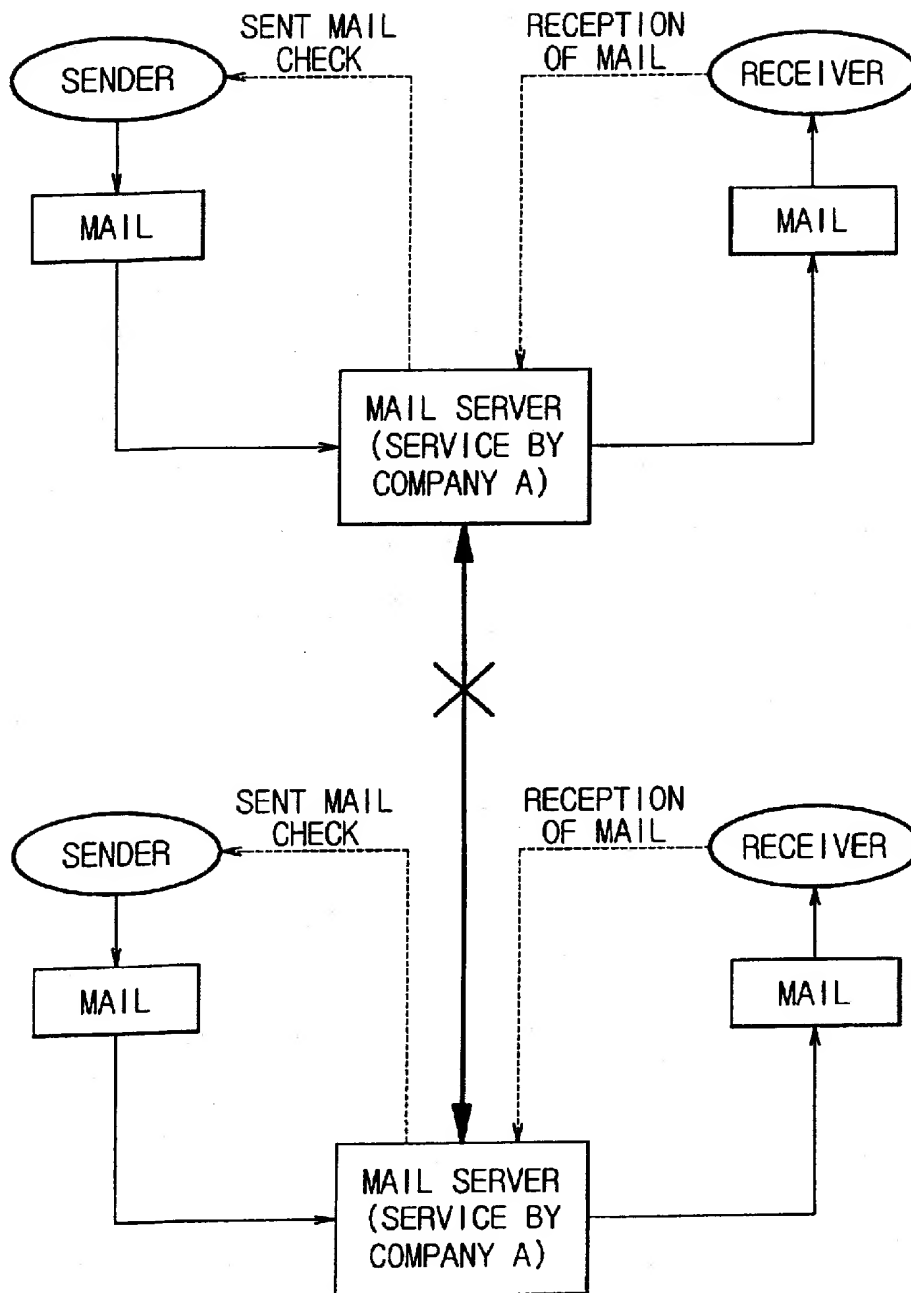 SENT MAIL
CHECK
RECEPTION
OF MAIL
SENDER
RECEIVER
MAIL
MAIL
MAIL SERVER
(SERVICE BY
COMPANY A)
SENT MAIL
CHECK
RECEPTION
OF MAIL
SENDER
RECEIVER
MAIL
MAIL
MAIL SERVER
(SERVICE BY
COMPANY A)